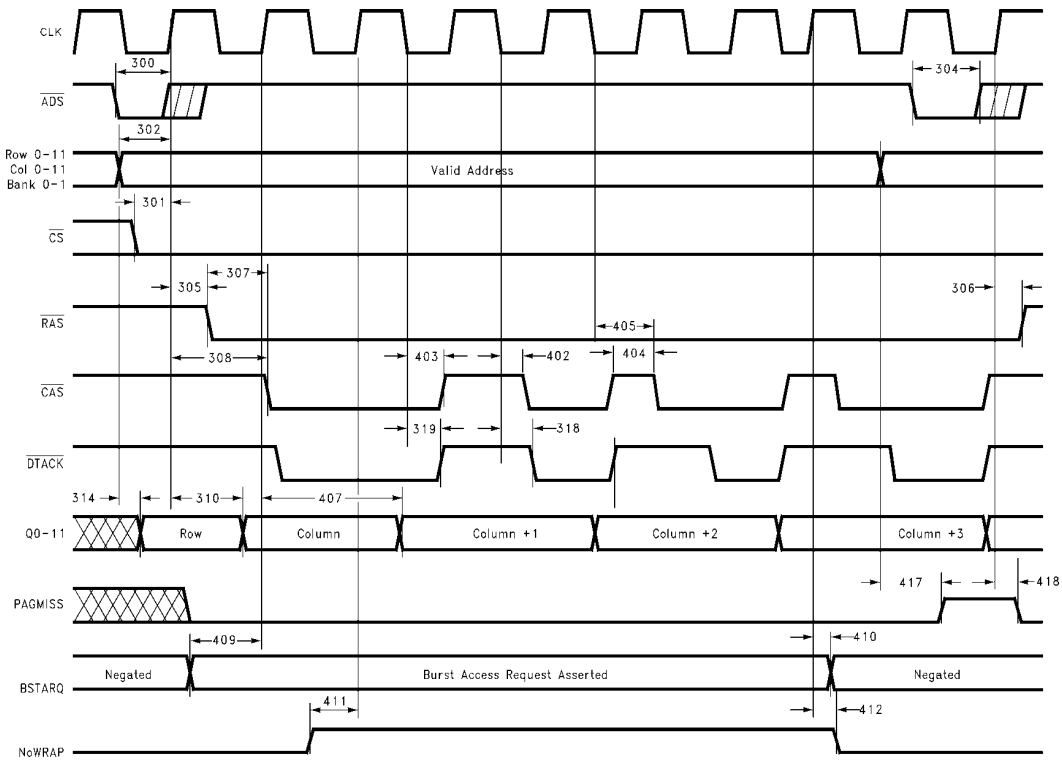 CLK
300
304
ADS
302
Row 0-11
Col 0-11
Bank 0-1
Valid Address
301
CS
307
305
306
RAS
405
308
403
402
404
CAS
319
318
DTACK
314
310
407
Q0-11
Row
Column
Column +1
Column +2
Column +3
417
418
PAGMISS
409
410
BSTARQ
Negated
Burst Access Request Asserted
Negated
411
412
NoWRAP